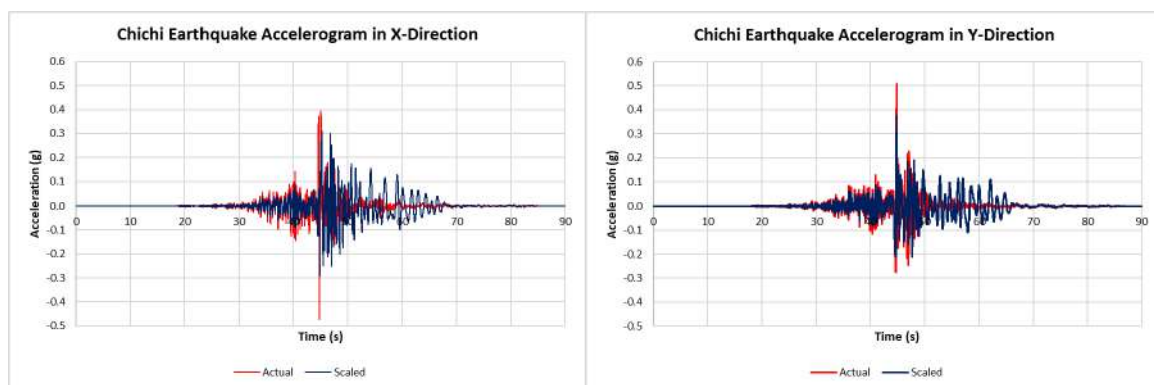 Chichi Earthquake Accelerogram in X-Direction
0.6
0.5
0.4
0.3
0.2
0.1
0.0
-0.1
-0.2
-0.3
-0.4
-0.5
Acceleration (g)
0 10 20 30 40 50 60 70 80 90
Time (s)
Actual Scaled
Chichi Earthquake Accelerogram in Y-Direction
0.6
0.5
0.4
0.3
0.2
0.1
0.0
-0.1
-0.2
-0.3
-0.4
-0.5
Acceleration (g)
0 10 20 30 40 50 60 70 80 90
Time (s)
Actual Scaled